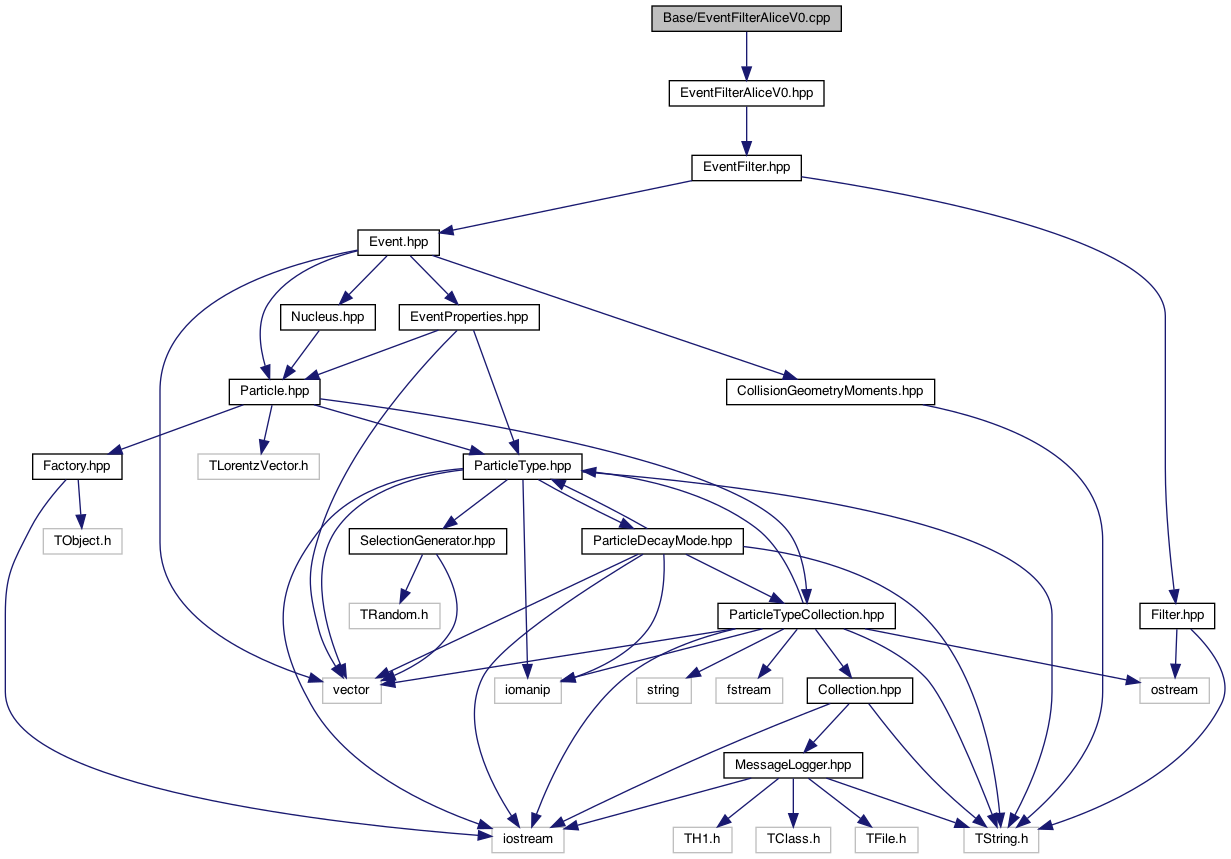 Base/EventFilterAliceV0.cpp
EventFilterAliceV0.hpp
EventFilter.hpp
Event.hpp
Nucleus.hpp
EventProperties.hpp
Particle.hpp
CollisionGeometryMoments.hpp
Factory.hpp
TLorentzVector.h
ParticleType.hpp
TObject.h
SelectionGenerator.hpp
ParticleDecayMode.hpp
TRandom.h
ParticleTypeCollection.hpp
Filter.hpp
vector
iomanip
string
fstream
Collection.hpp
ostream
MessageLogger.hpp
iostream
TH1.h
TClass.h
TFile.h
TString.h